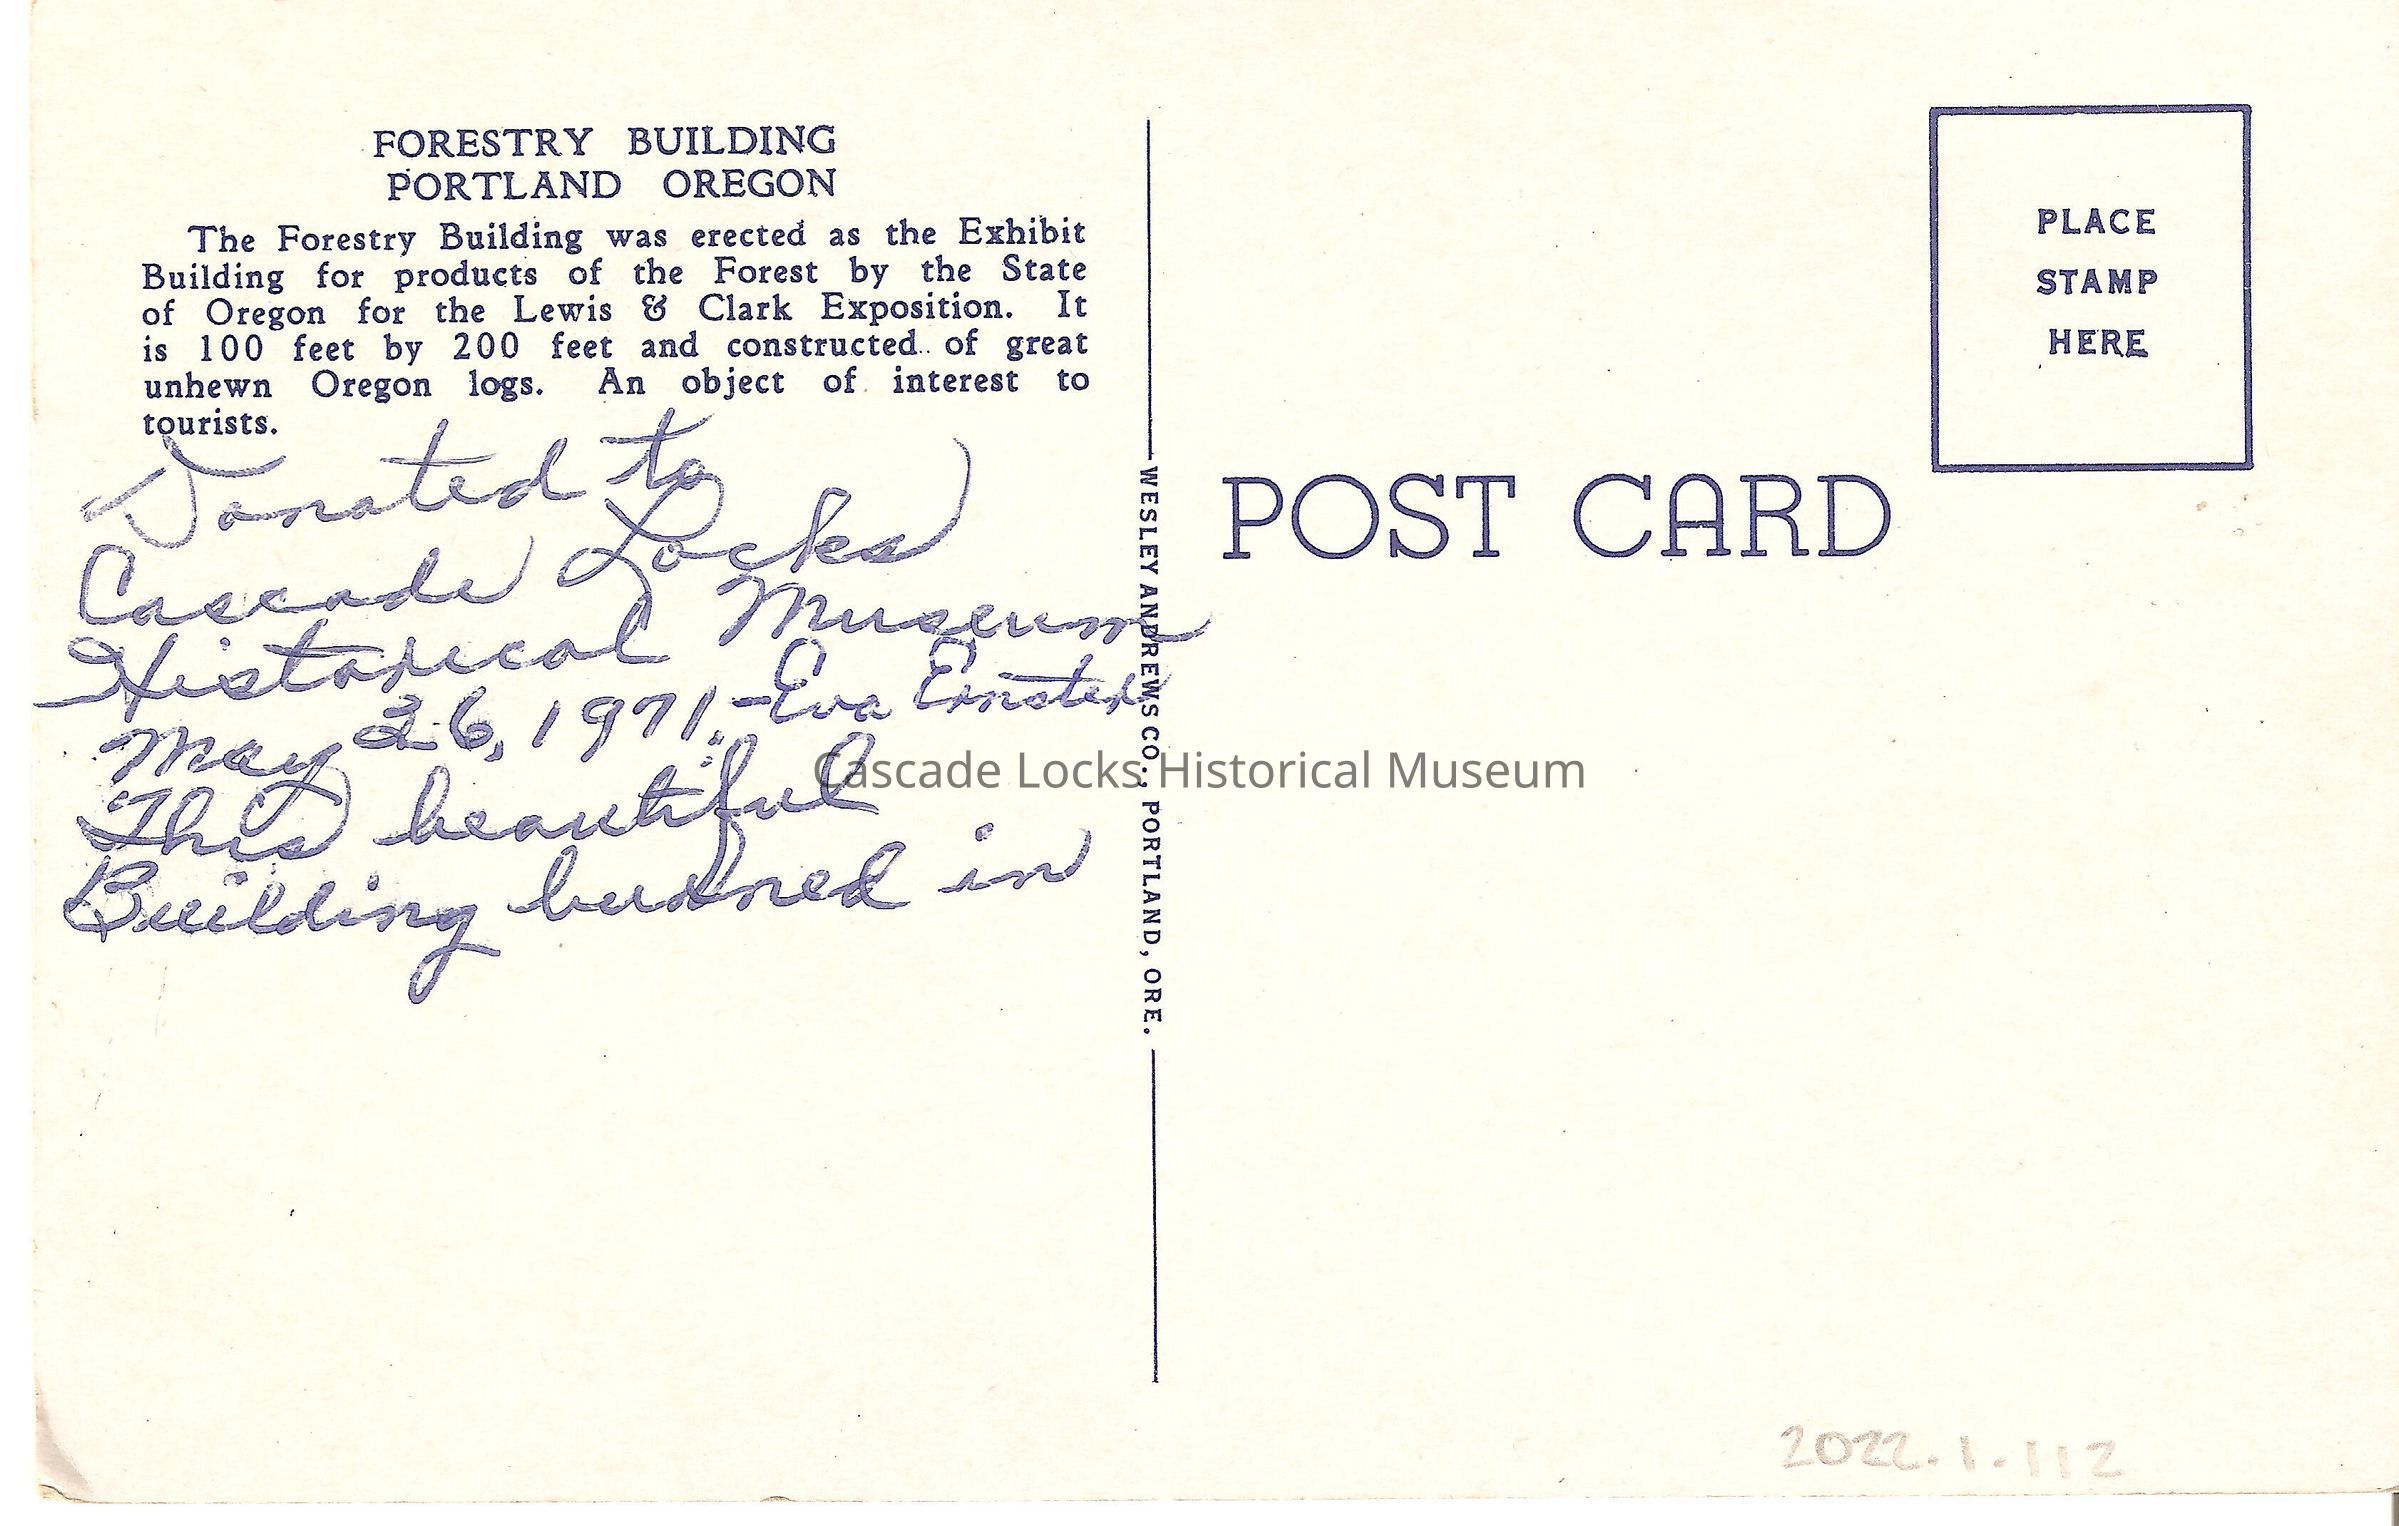 FORESTRY BUILDING
PORTLAND OREGON
The Forestry Building was erected as the Exhibit
Building for products of the Forest by the State
of Oregon for the Lewis & Clark Exposition. It
is 100 feet by 200 feet and constructed of great
unhewn Oregon logs. An object of interest to
tourists.
Donated to
Cascade Locks
Historical Museum
May 26, 1971, - Eva
This beautiful
Building burned in
WESLEY ANDREWS CO., PORTLAND, ORE.
PLACE
STAMP
HERE
POST CARD
Cascade Locks Historical Museum
2022.1.112